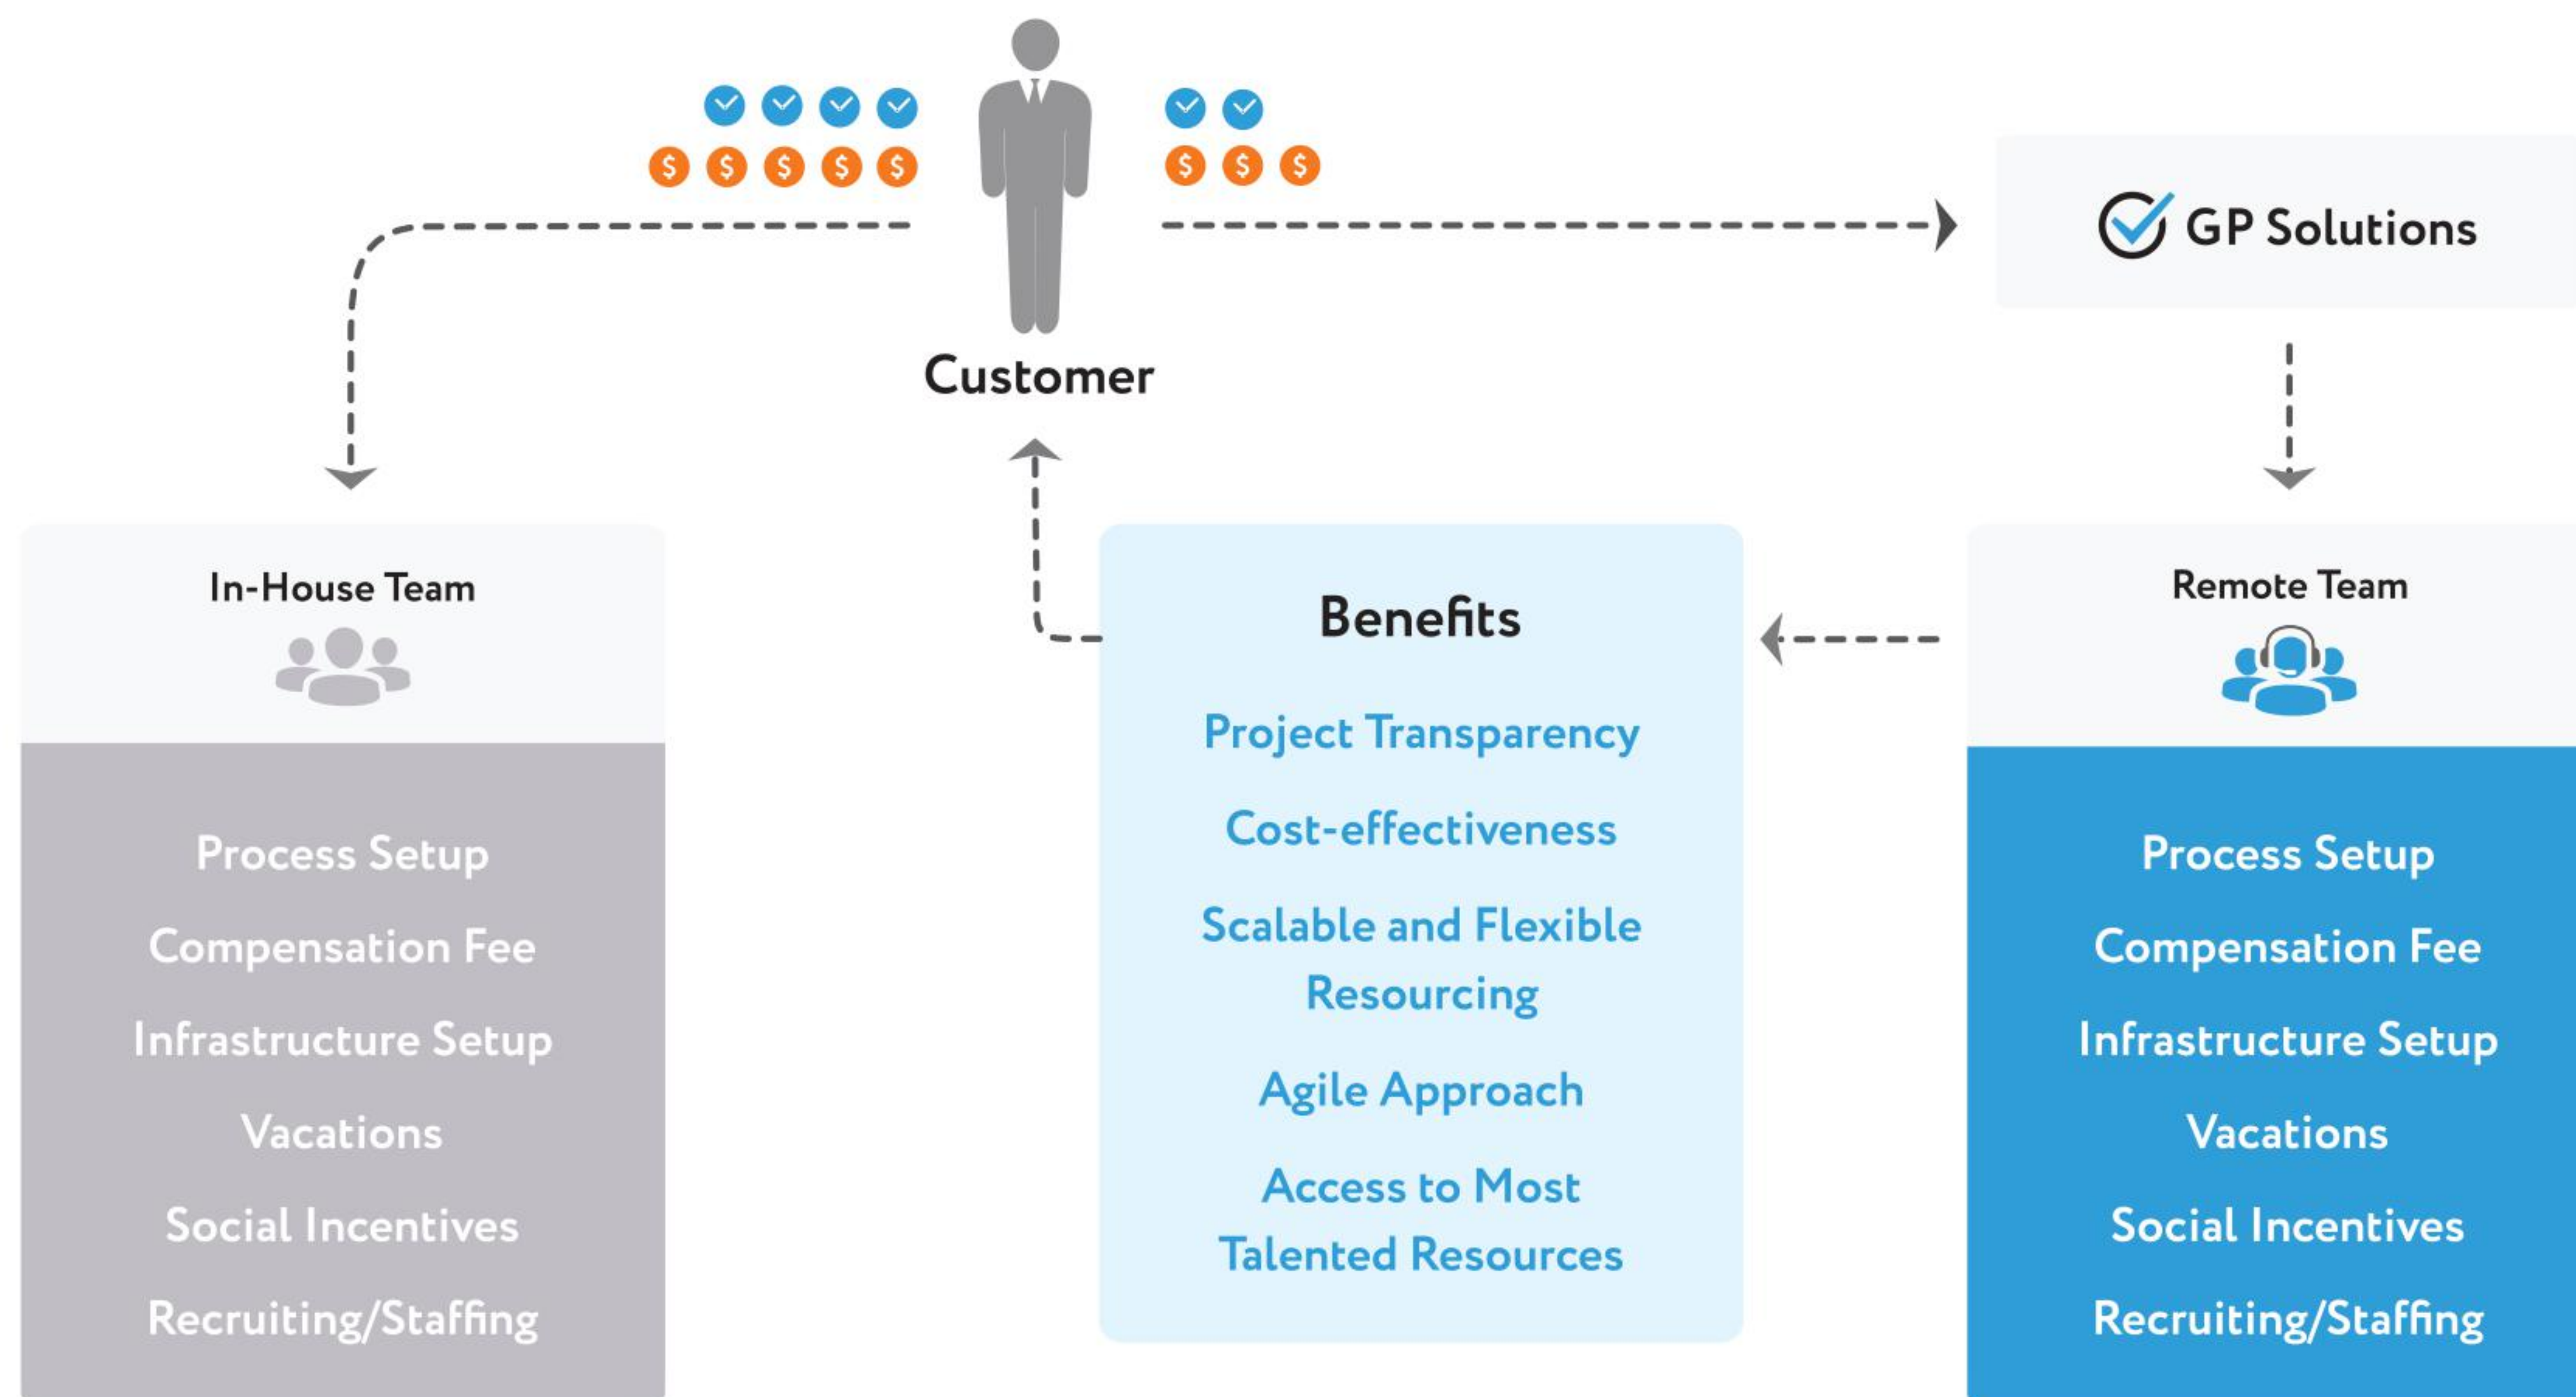 $ $ $ $ $
$ $ $
GP Solutions
Customer
In-House Team
Process Setup
Compensation Fee
Infrastructure Setup
Vacations
Social Incentives
Recruiting/Staffing
Benefits
Project Transparency
Cost-effectiveness
Scalable and Flexible
Resourcing
Agile Approach
Access to Most
Talented Resources
Remote Team
Process Setup
Compensation Fee
Infrastructure Setup
Vacations
Social Incentives
Recruiting/Staffing